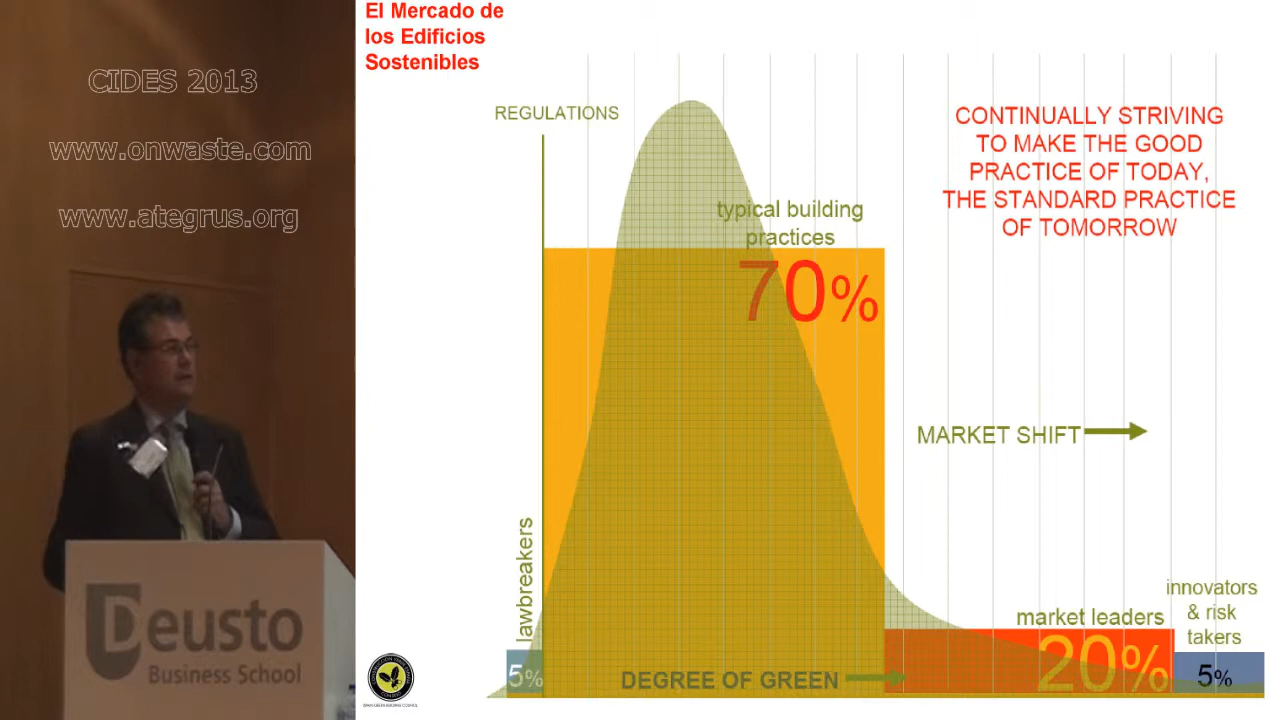 CIDES 2013
www.onwaste.com
www.ategrus.org
Deusto
Business School
El Mercado de
los Edificios
Sostenibles
REGULATIONS
CONTINUALLY STRIVING
TO MAKE THE GOOD
PRACTICE OF TODAY,
THE STANDARD PRACTICE
OF TOMORROW
typical building
practices
70%
MARKET SHIFT
lawbreakers
5%
DEGREE OF GREEN
market leaders
20%
innovators
& risk
takers
5%